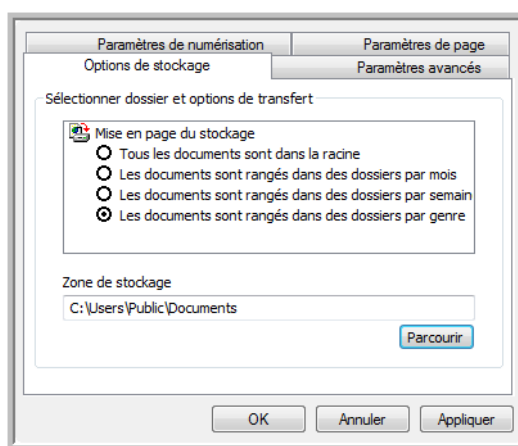 Paramètres de numérisation
Paramètres de page
Options de stockage
Paramètres avancés
Sélectionner dossier et options de transfert
Mise en page du stockage
Tous les documents sont dans la racine
Les documents sont rangés dans des dossiers par mois
Les documents sont rangés dans des dossiers par semain
Les documents sont rangés dans des dossiers par genre
Zone de stockage
C:\Users\Public\Documents
Parcourir
OK
Annuler
Appliquer